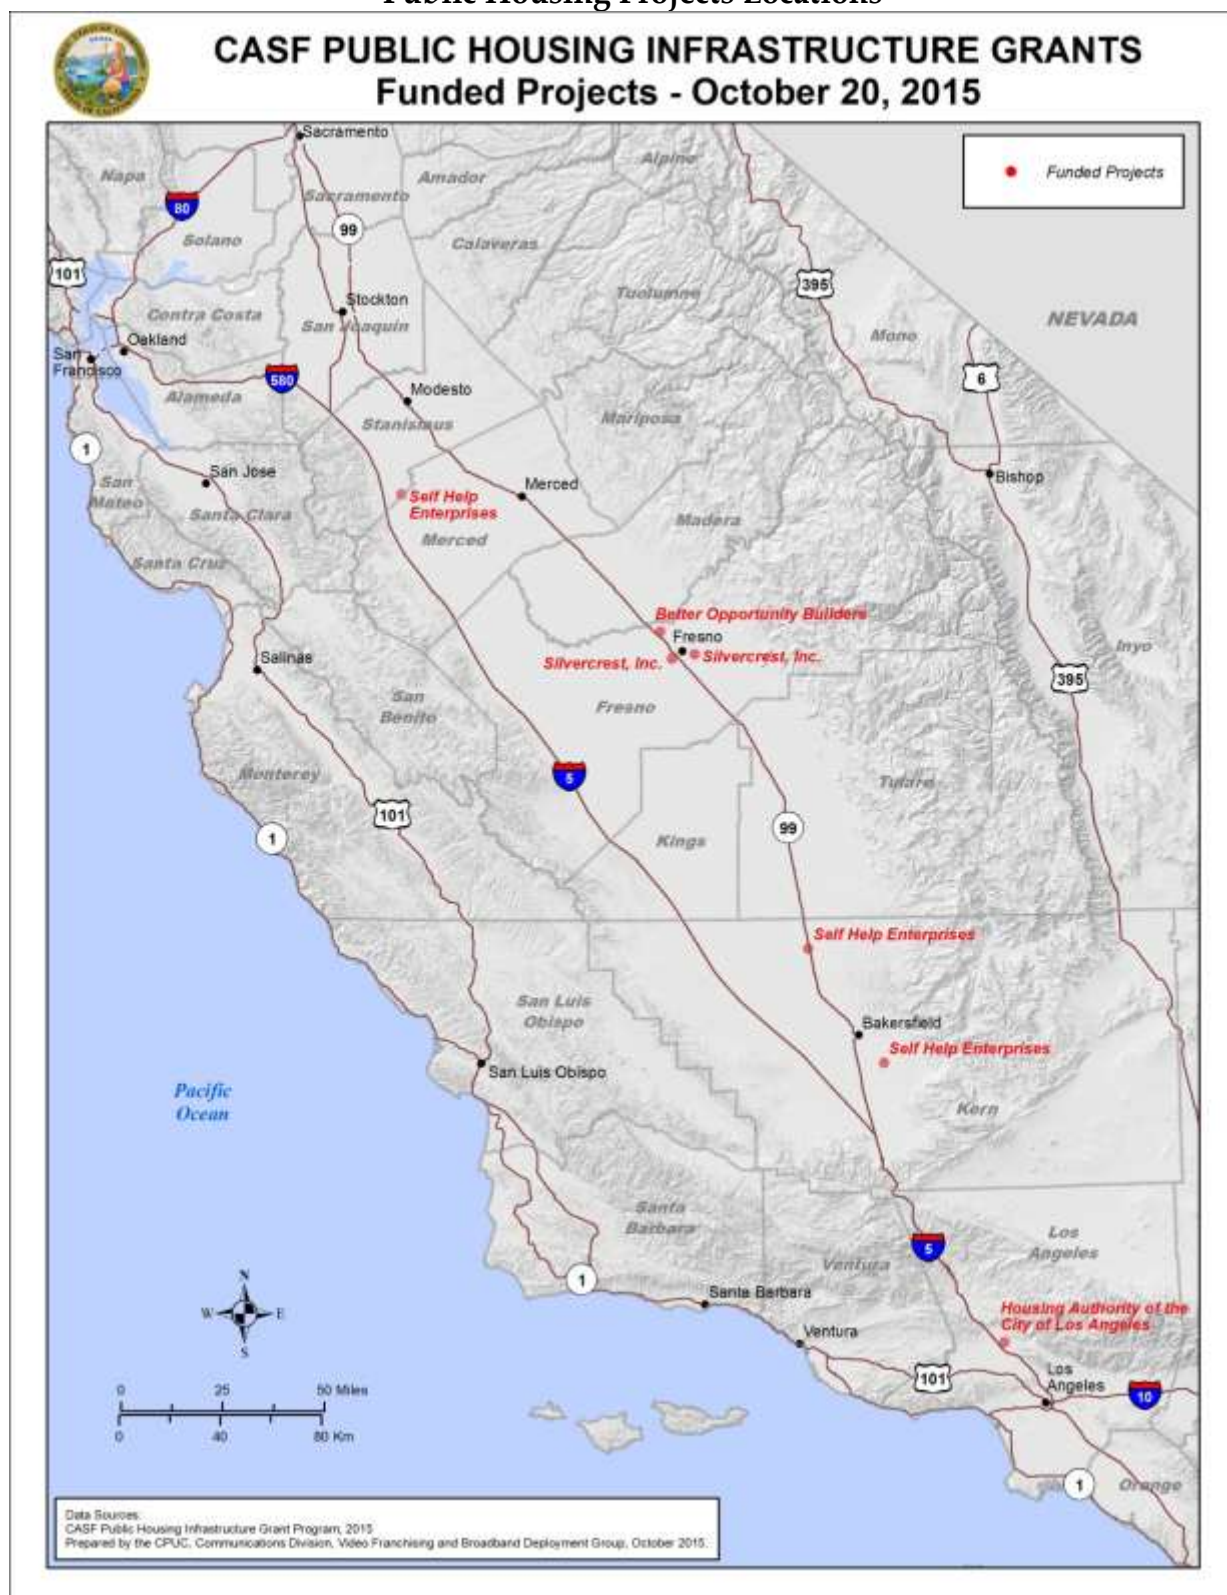 Public Housing Projects Locations
CASF PUBLIC HOUSING INFRASTRUCTURE GRANTS
Funded Projects - October 20, 2015
Funded Projects
Sacramento
Napa
80
Solano
Sacramento
Amador
Alpine
99
Calaveras
101
395
Contra Costa
Stockton
San Joaquin
Tuolumne
NEVADA
Mono
Oakland
San
Francisco
580
6
Alameda
Modesto
Stanislaus
Mariposa
1
San Jose
San
Mateo
Santa Clara
Self Help
Enterprises
Merced
Merced
Madera
Bishop
Santa Cruz
Better Opportunity Builders
Fresno
Silvercrest, Inc.
Silvercrest, Inc.
Inyo
Salinas
San
Benito
Fresno
395
Monterey
5
Tulare
101
1
Kings
99
Self Help Enterprises
San Luis
Obispo
Bakersfield
Self Help Enterprises
San Luis Obispo
Pacific
Ocean
Kern
Santa
Barbara
5
Los
Angeles
Ventura
1
Santa Barbara
Housing Authority of the
City of Los Angeles
N
W
E
S
Ventura
101
Los
Angeles
10
0 25 50 Miles
0 40 80 Km
1
Orange
Data Sources:
CASF Public Housing Infrastructure Grant Program, 2015
Prepared by the CPUC, Communications Division, Video Franchising and Broadband Deployment Group, October 2015.